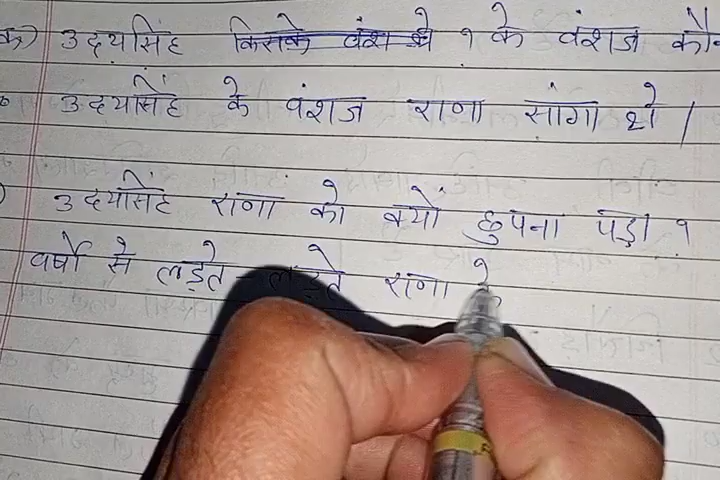 क) उदयसिंह किसके वंश थे ? के वंशज कौन
उदयसिंह के वंशज राणा सांगा थे |
उदयसिंह राणा को क्यों छुपना पड़ा ?
वर्षो से लड़ते लड़ते राणा